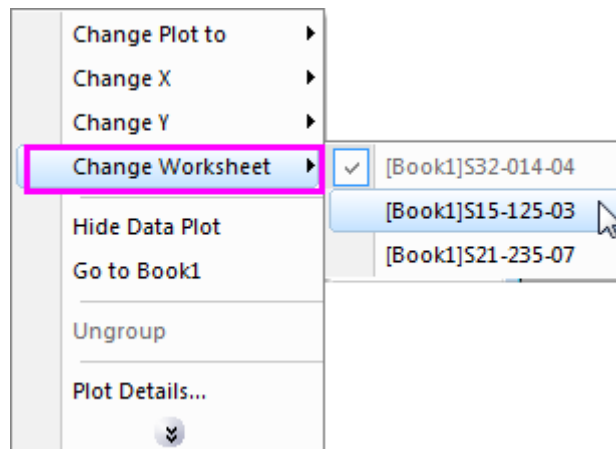 Change Plot to
Change X
Change Y
Change Worksheet
[Book1]S32-014-04
[Book1]S15-125-03
[Book1]S21-235-07
Hide Data Plot
Go to Book1
Ungroup
Plot Details...